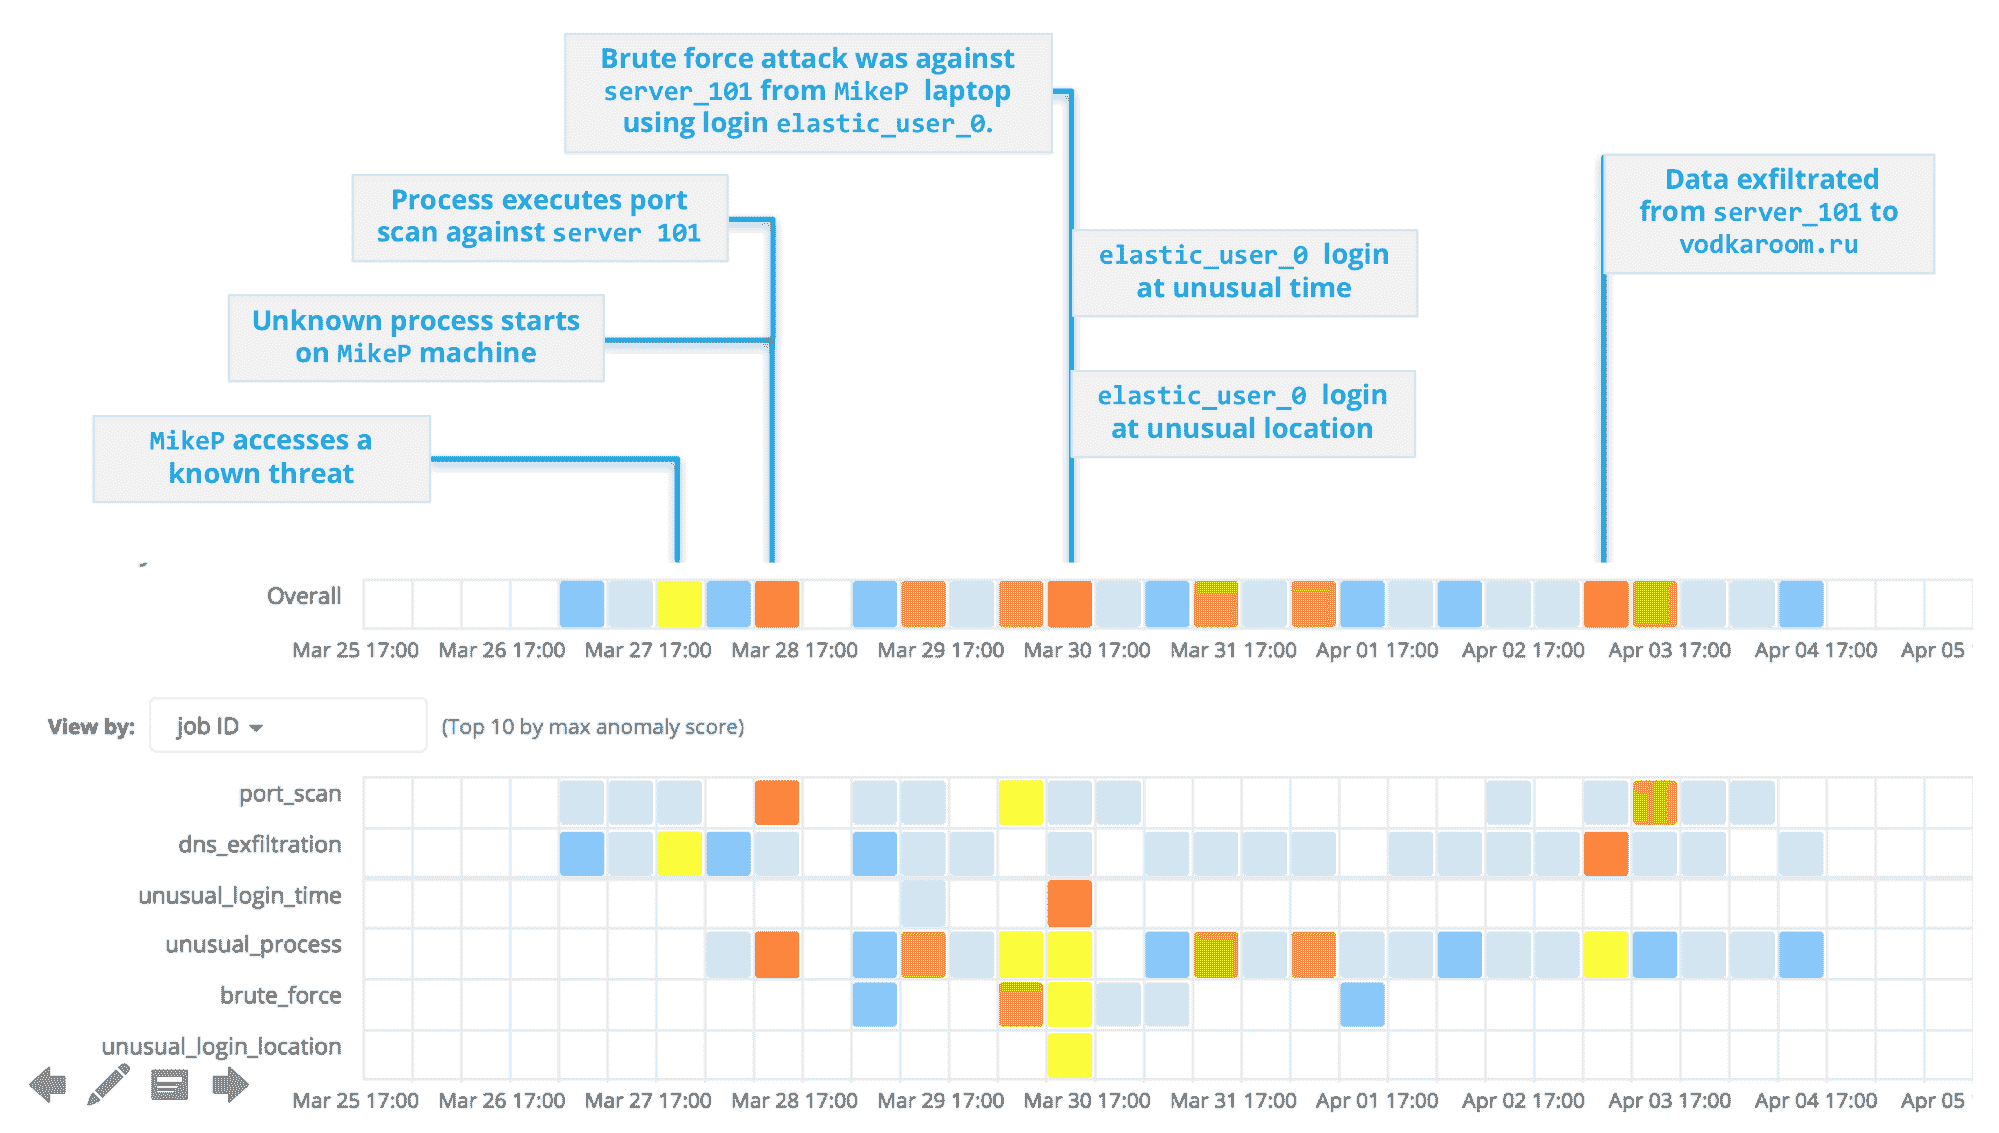 Brute force attack was against
server_101 from MikeP laptop
using login elastic_user_0.
Process executes port
scan against server 101
Unknown process starts
on MikeP machine
MikeP accesses a
known threat
elastic_user_0 login
at unusual time
elastic_user_0 login
at unusual location
Data exfiltrated
from server_101 to
vodkaroom.ru
Overall
Mar 25 17:00 Mar 26 17:00 Mar 27 17:00 Mar 28 17:00 Mar 29 17:00 Mar 30 17:00 Mar 31 17:00 Apr 01 17:00 Apr 02 17:00 Apr 03 17:00 Apr 04 17:00 Apr 05
View by: job ID (Top 10 by max anomaly score)
port_scan
dns_exfiltration
unusual_login_time
unusual_process
brute_force
unusual_login_location
Mar 25 17:00 Mar 26 17:00 Mar 27 17:00 Mar 28 17:00 Mar 29 17:00 Mar 30 17:00 Mar 31 17:00 Apr 01 17:00 Apr 02 17:00 Apr 03 17:00 Apr 04 17:00 Apr 05